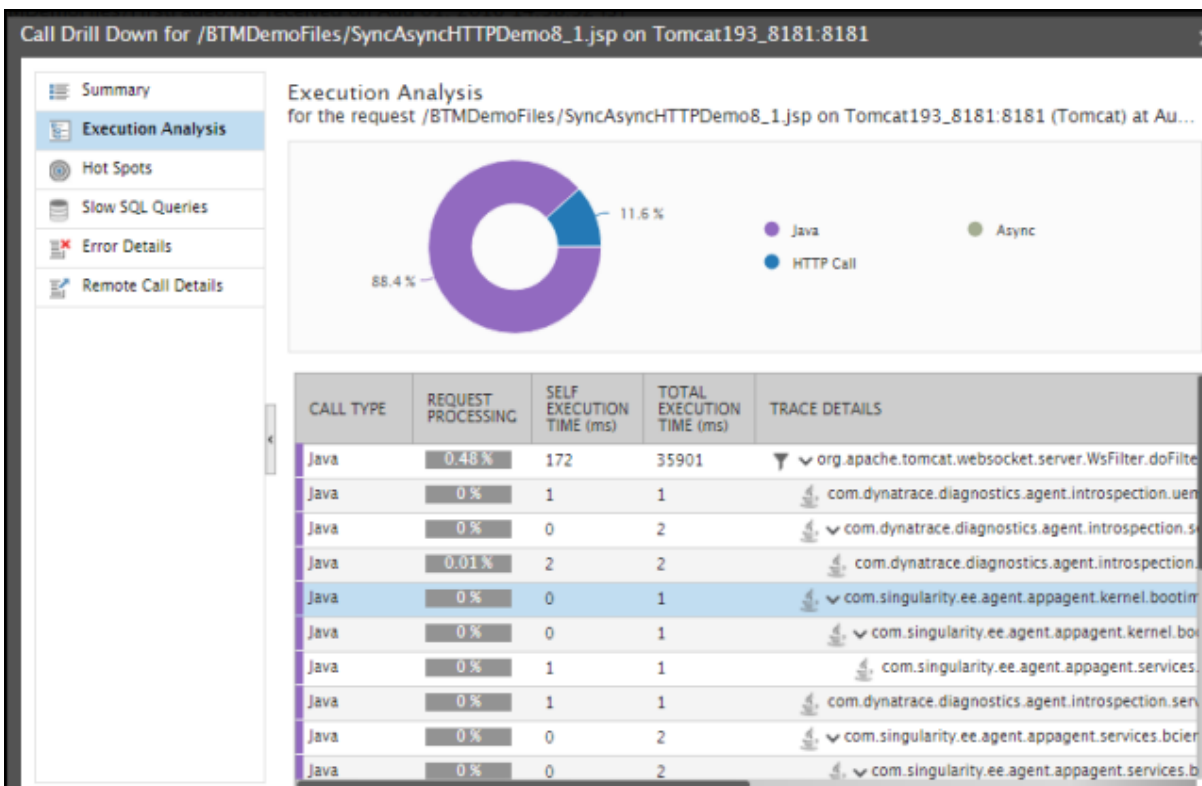 Call Drill Down for /BTMDemoFiles/SyncAsyncHTTPDemo8_1.jsp on Tomcat193_8181:8181
Summary
Execution Analysis
Hot Spots
Slow SQL Queries
Error Details
Remote Call Details
Execution Analysis
for the request /BTMDemoFiles/SyncAsyncHTTPDemo8_1.jsp on Tomcat193_8181:8181 (Tomcat) at Au...
11.6 %
88.4 %
Java
Async
HTTP Call
CALL TYPE REQUEST PROCESSING SELF EXECUTION TIME (ms) TOTAL EXECUTION TIME (ms) TRACE DETAILS
Java 0.48 % 172 35901 org.apache.tomcat.websocket.server.WsFilter.doFilte
Java 0 % 1 1 com.dynatrace.diagnostics.agent.introspection.uem
Java 0 % 0 2 com.dynatrace.diagnostics.agent.introspection.s
Java 0.01 % 2 2 com.dynatrace.diagnostics.agent.introspection.
Java 0 % 0 1 com.singularity.ee.agent.appagent.kernel.bootim
Java 0 % 0 1 com.singularity.ee.agent.appagent.kernel.bo
Java 0 % 1 1 com.singularity.ee.agent.appagent.services.
Java 0 % 1 1 com.dynatrace.diagnostics.agent.introspection.serv
Java 0 % 0 2 com.singularity.ee.agent.appagent.services.bcier
Java 0 % 0 2 com.singularity.ee.agent.appagent.services.b